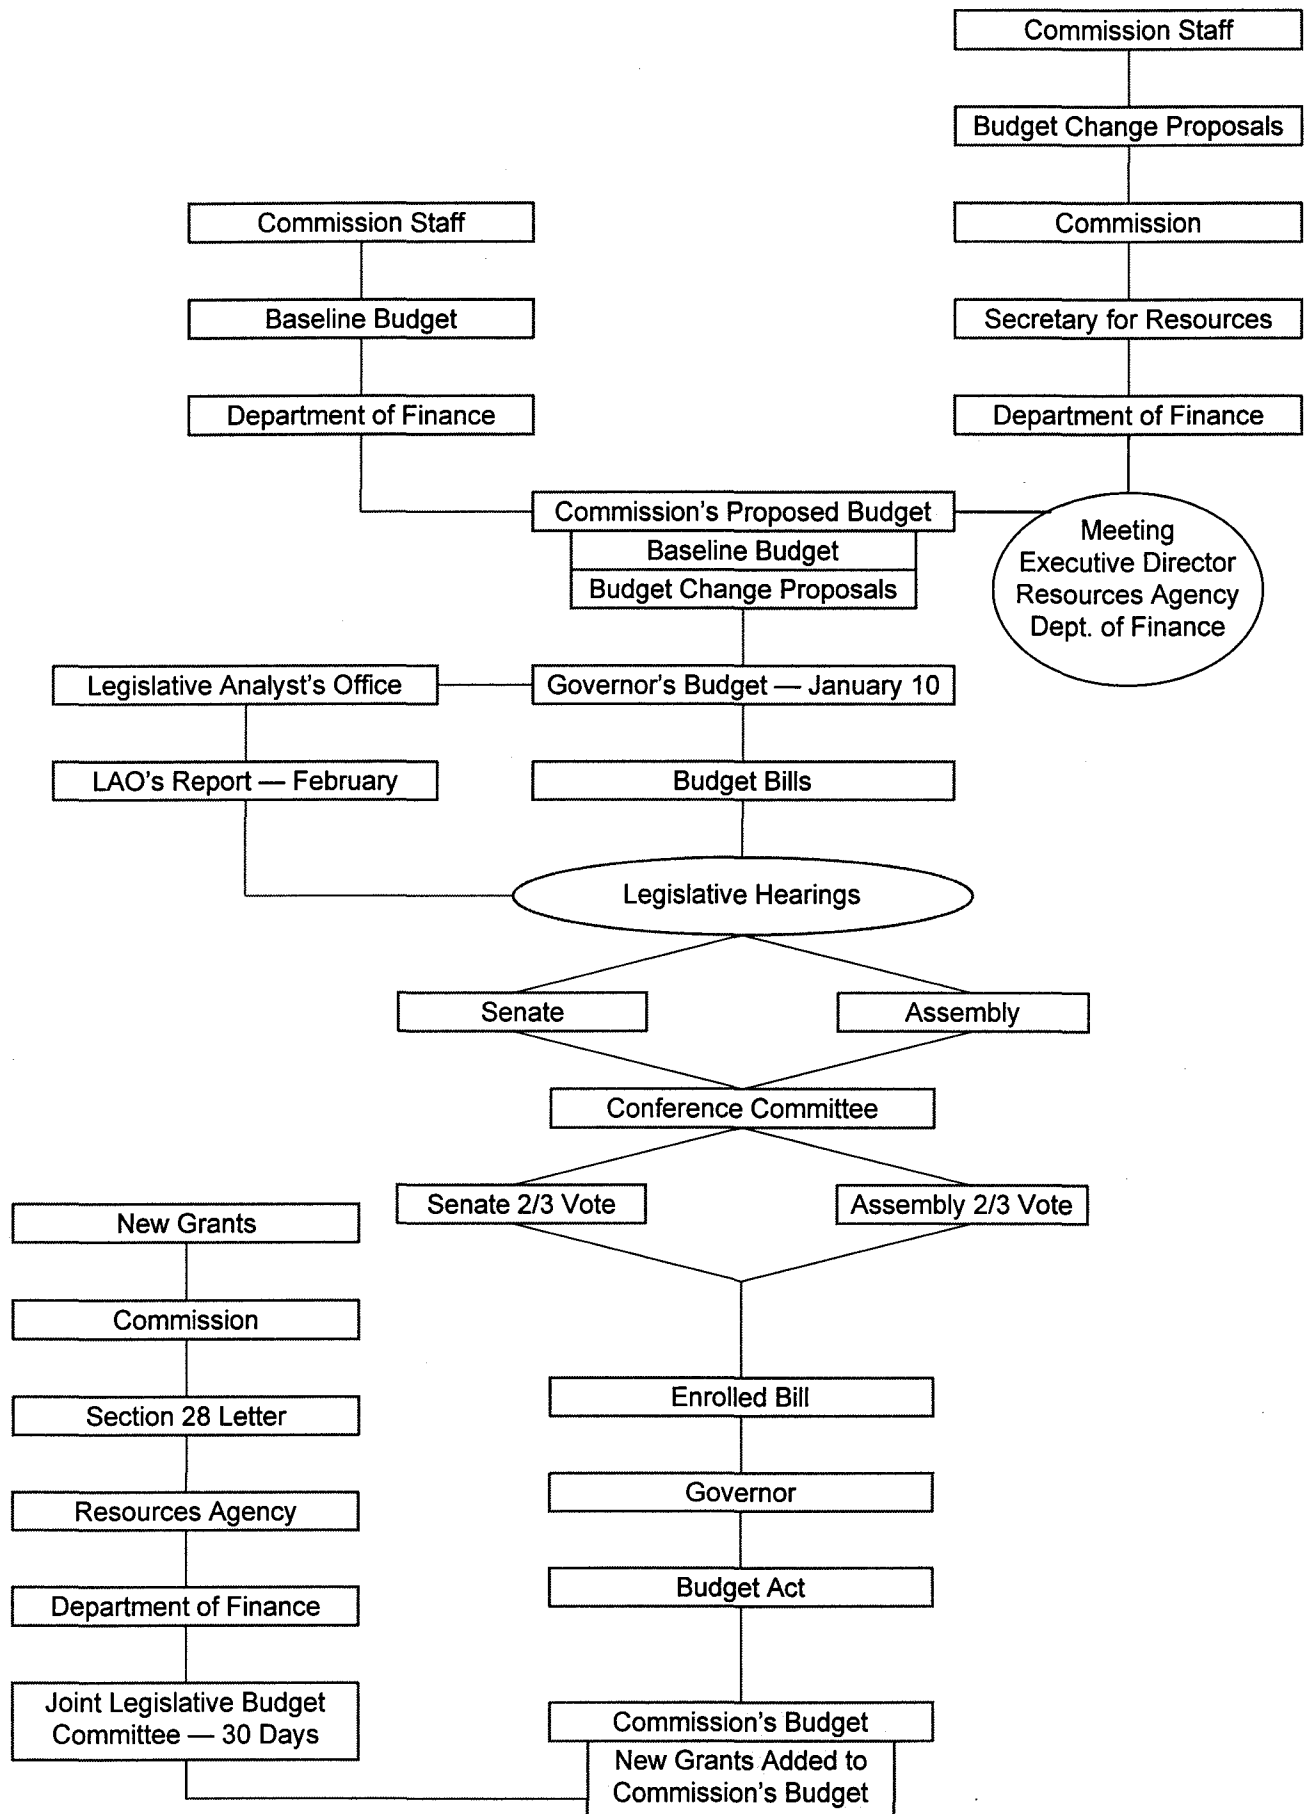 Commission Staff
Budget Change Proposals
Commission
Secretary for Resources
Department of Finance
Meeting
Executive Director
Resources Agency
Dept. of Finance
Commission Staff
Baseline Budget
Department of Finance
Commission's Proposed Budget
Baseline Budget
Budget Change Proposals
Legislative Analyst's Office
Governor's Budget — January 10
LAO's Report — February
Budget Bills
Legislative Hearings
Senate
Assembly
Conference Committee
Senate 2/3 Vote
Assembly 2/3 Vote
Enrolled Bill
Governor
Budget Act
New Grants
Commission
Section 28 Letter
Resources Agency
Department of Finance
Joint Legislative Budget
Committee — 30 Days
Commission's Budget
New Grants Added to
Commission's Budget